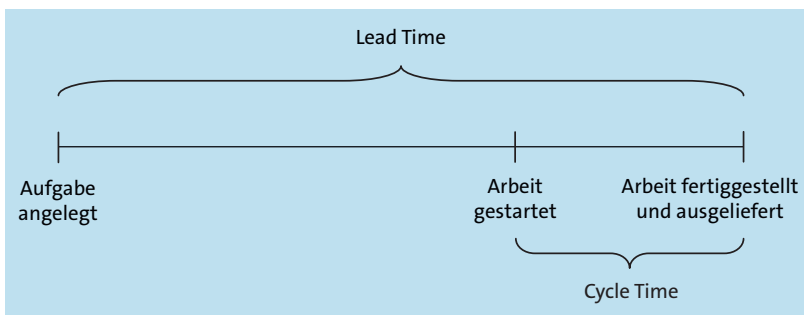 Lead Time
Aufgabe
angelegt
Arbeit
gestartet
Arbeit fertiggestellt
und ausgeliefert
Cycle Time